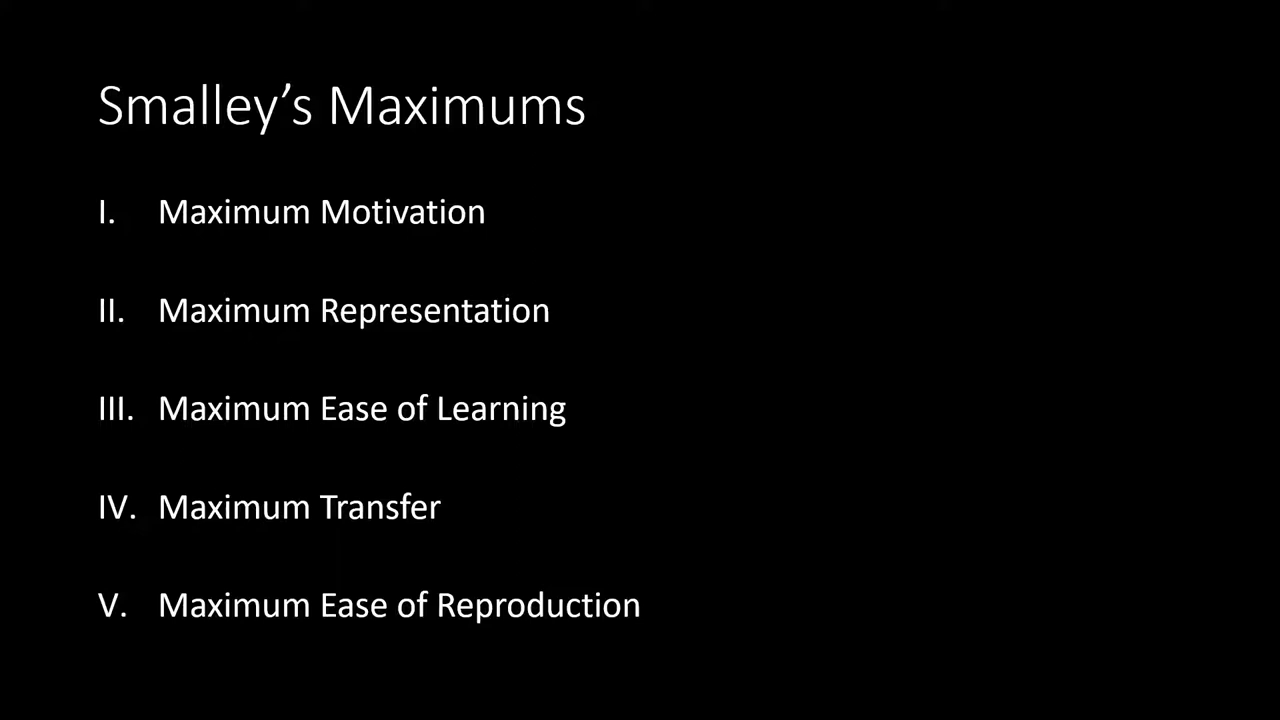 Smalley’s Maximums
I. Maximum Motivation
II. Maximum Representation
III. Maximum Ease of Learning
IV. Maximum Transfer
V. Maximum Ease of Reproduction